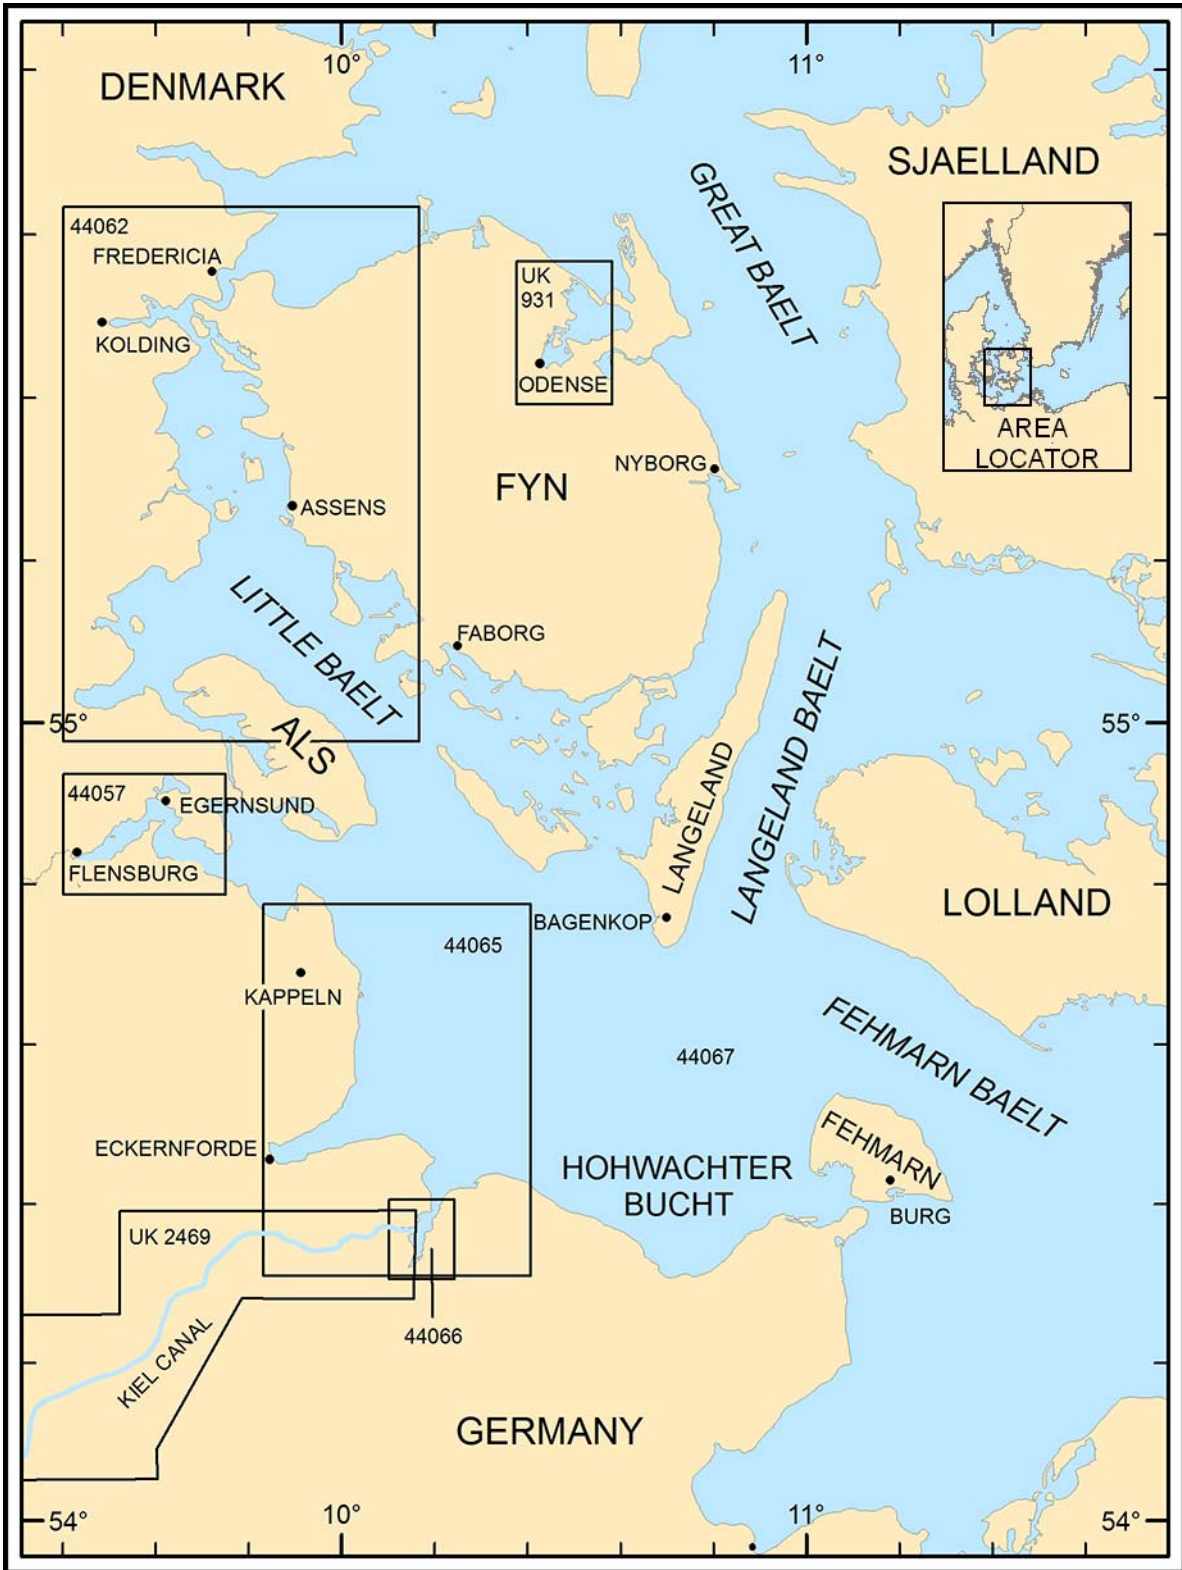 10°
11°
DENMARK
SJAELLAND
GREAT BAELT
44062
FREDERICIA
UK
931
KOLDING
ODENSE
AREA
LOCATOR
NYBORG
FYN
ASSENS
LITTLE BAELT
FABORG
LANGELAND BAELT
55°
55°
ALS
LANGELAND
44057
EGERNSUND
FLENSBURG
LOLLAND
BAGENKOP
44065
KAPPELN
FEHMARN BAELT
44067
ECKERNFORDE
FEHMARN
HOHWACHTER
BUCHT
BURG
UK 2469
44066
KIEL CANAL
GERMANY
54°
10°
11°
54°